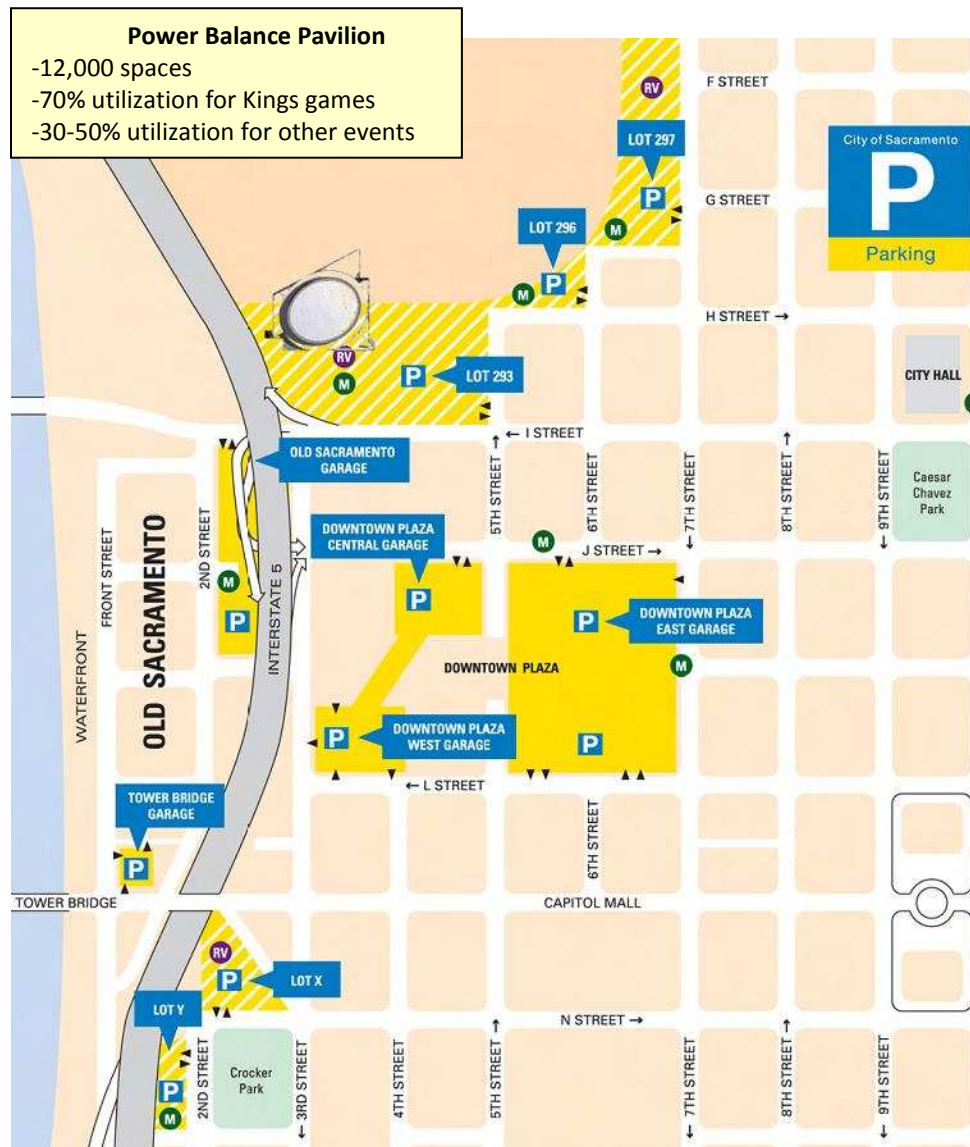 Power Balance Pavilion
-12,000 spaces
-70% utilization for Kings games
-30-50% utilization for other events
F STREET
RV
LOT 297
City of Sacramento
P
Parking
P
G STREET
LOT 296
M
P
M
H STREET →
RV
M
P
LOT 293
CITY HALL
← I STREET
OLD SACRAMENTO
GARAGE
5TH STREET
6TH STREET
7TH STREET
8TH STREET
9TH STREET
Caesar
Chavez
Park
OLD SACRAMENTO
FRONT STREET
2ND STREET
DOWNTOWN PLAZA
CENTRAL GARAGE
M
J STREET →
M
P
INTERSTATE 5
P
P
DOWNTOWN PLAZA
EAST GARAGE
WATERFRONT
DOWNTOWN PLAZA
M
P
DOWNTOWN PLAZA
WEST GARAGE
P
← L STREET
TOWER BRIDGE
GARAGE
P
6TH STREET
TOWER BRIDGE
CAPITOL MALL
RV
P
LOT X
LOT Y
N STREET →
P
M
2ND STREET
Crocker
Park
3RD STREET
4TH STREET
5TH STREET
7TH STREET
8TH STREET
9TH STREET